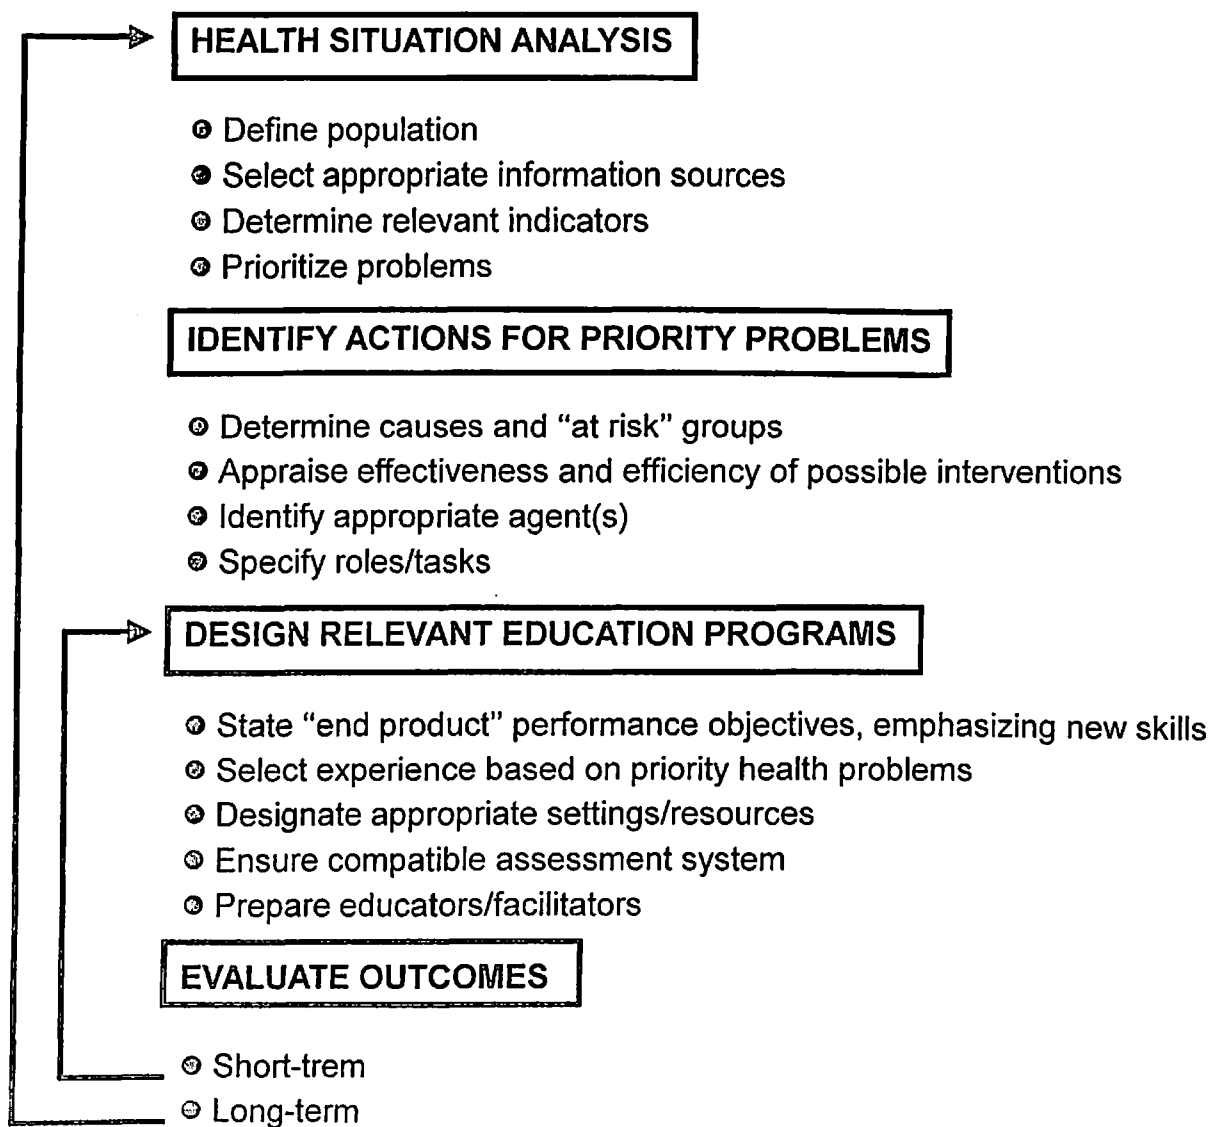 HEALTH SITUATION ANALYSIS
Define population
Select appropriate information sources
Determine relevant indicators
Prioritize problems
IDENTIFY ACTIONS FOR PRIORITY PROBLEMS
Determine causes and “at risk” groups
Appraise effectiveness and efficiency of possible interventions
Identify appropriate agent(s)
Specify roles/tasks
DESIGN RELEVANT EDUCATION PROGRAMS
State “end product” performance objectives, emphasizing new skills
Select experience based on priority health problems
Designate appropriate settings/resources
Ensure compatible assessment system
Prepare educators/facilitators
EVALUATE OUTCOMES
Short-trem
Long-term